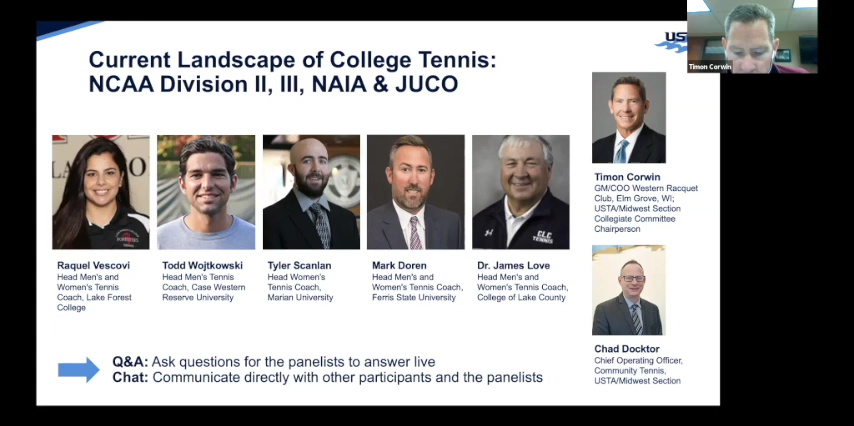 Current Landscape of College Tennis:
NCAA Division II, III, NAIA & JUCO
US
Timon Corwin
Timon Corwin
GM/COO Western Racquet
Club, Elm Grove, WI;
USTA/Midwest Section
Collegiate Committee
Chairperson
Raquel Vescovi
Head Men's and
Women's Tennis
Coach, Lake Forest
College
Todd Wojtkowski
Head Men's Tennis
Coach, Case Western
Reserve University
Tyler Scanlan
Head Women's
Tennis Coach,
Marian University
Mark Doren
Head Men's and
Women's Tennis Coach,
Ferris State University
CLC
TENNIS
Dr. James Love
Head Men's and
Women's Tennis Coach,
College of Lake County
Chad Docktor
Chief Operating Officer,
Community Tennis,
USTA/Midwest Section
Q&A: Ask questions for the panelists to answer live
Chat: Communicate directly with other participants and the panelists